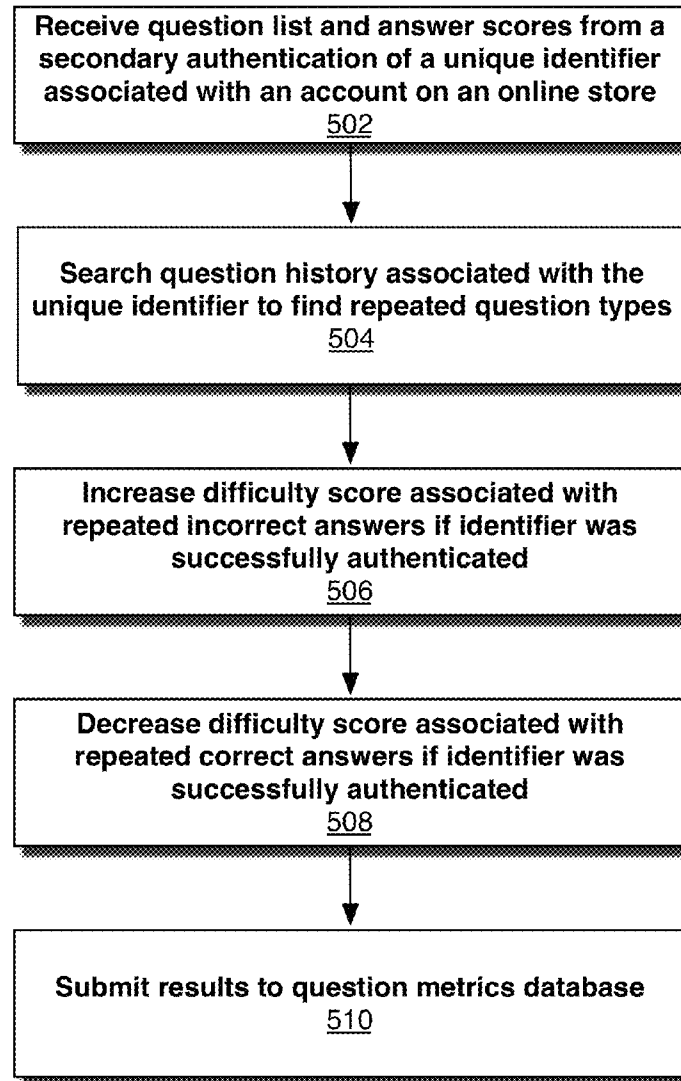 Receive question list and answer scores from a
secondary authentication of a unique identifier
associated with an account on an online store
502
Search question history associated with the
unique identifier to find repeated question types
504
Increase difficulty score associated with
repeated incorrect answers if identifier was
successfully authenticated
506
Decrease difficulty score associated with
repeated correct answers if identifier was
successfully authenticated
508
Submit results to question metrics database
510